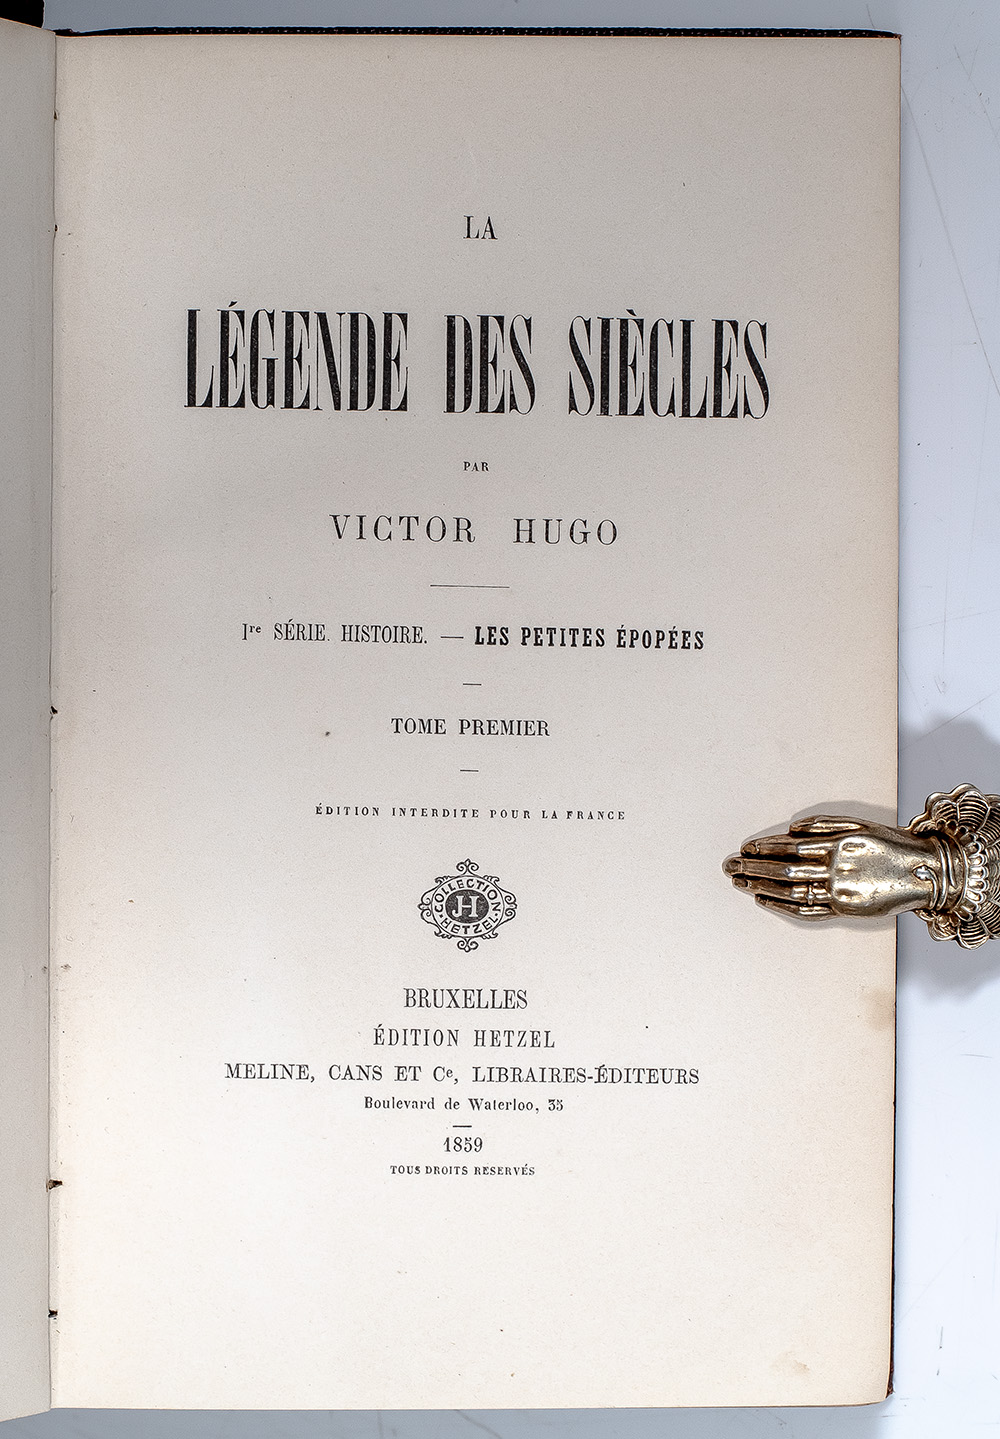 LA
LÉGENDE DES SIÈCLES
PAR
VICTOR HUGO
Ire SÉRIE. HISTOIRE. — LES PETITES ÉPOPÉES
TOME PREMIER
ÉDITION INTERDITE POUR LA FRANCE
COLLECTION
JH
HETZEL
BRUXELLES
ÉDITION HETZEL
MELINE, CANS ET Ce, LIBRAIRES-ÉDITEURS
Boulevard de Waterloo, 35
1859
TOUS DROITS RESERVÉS